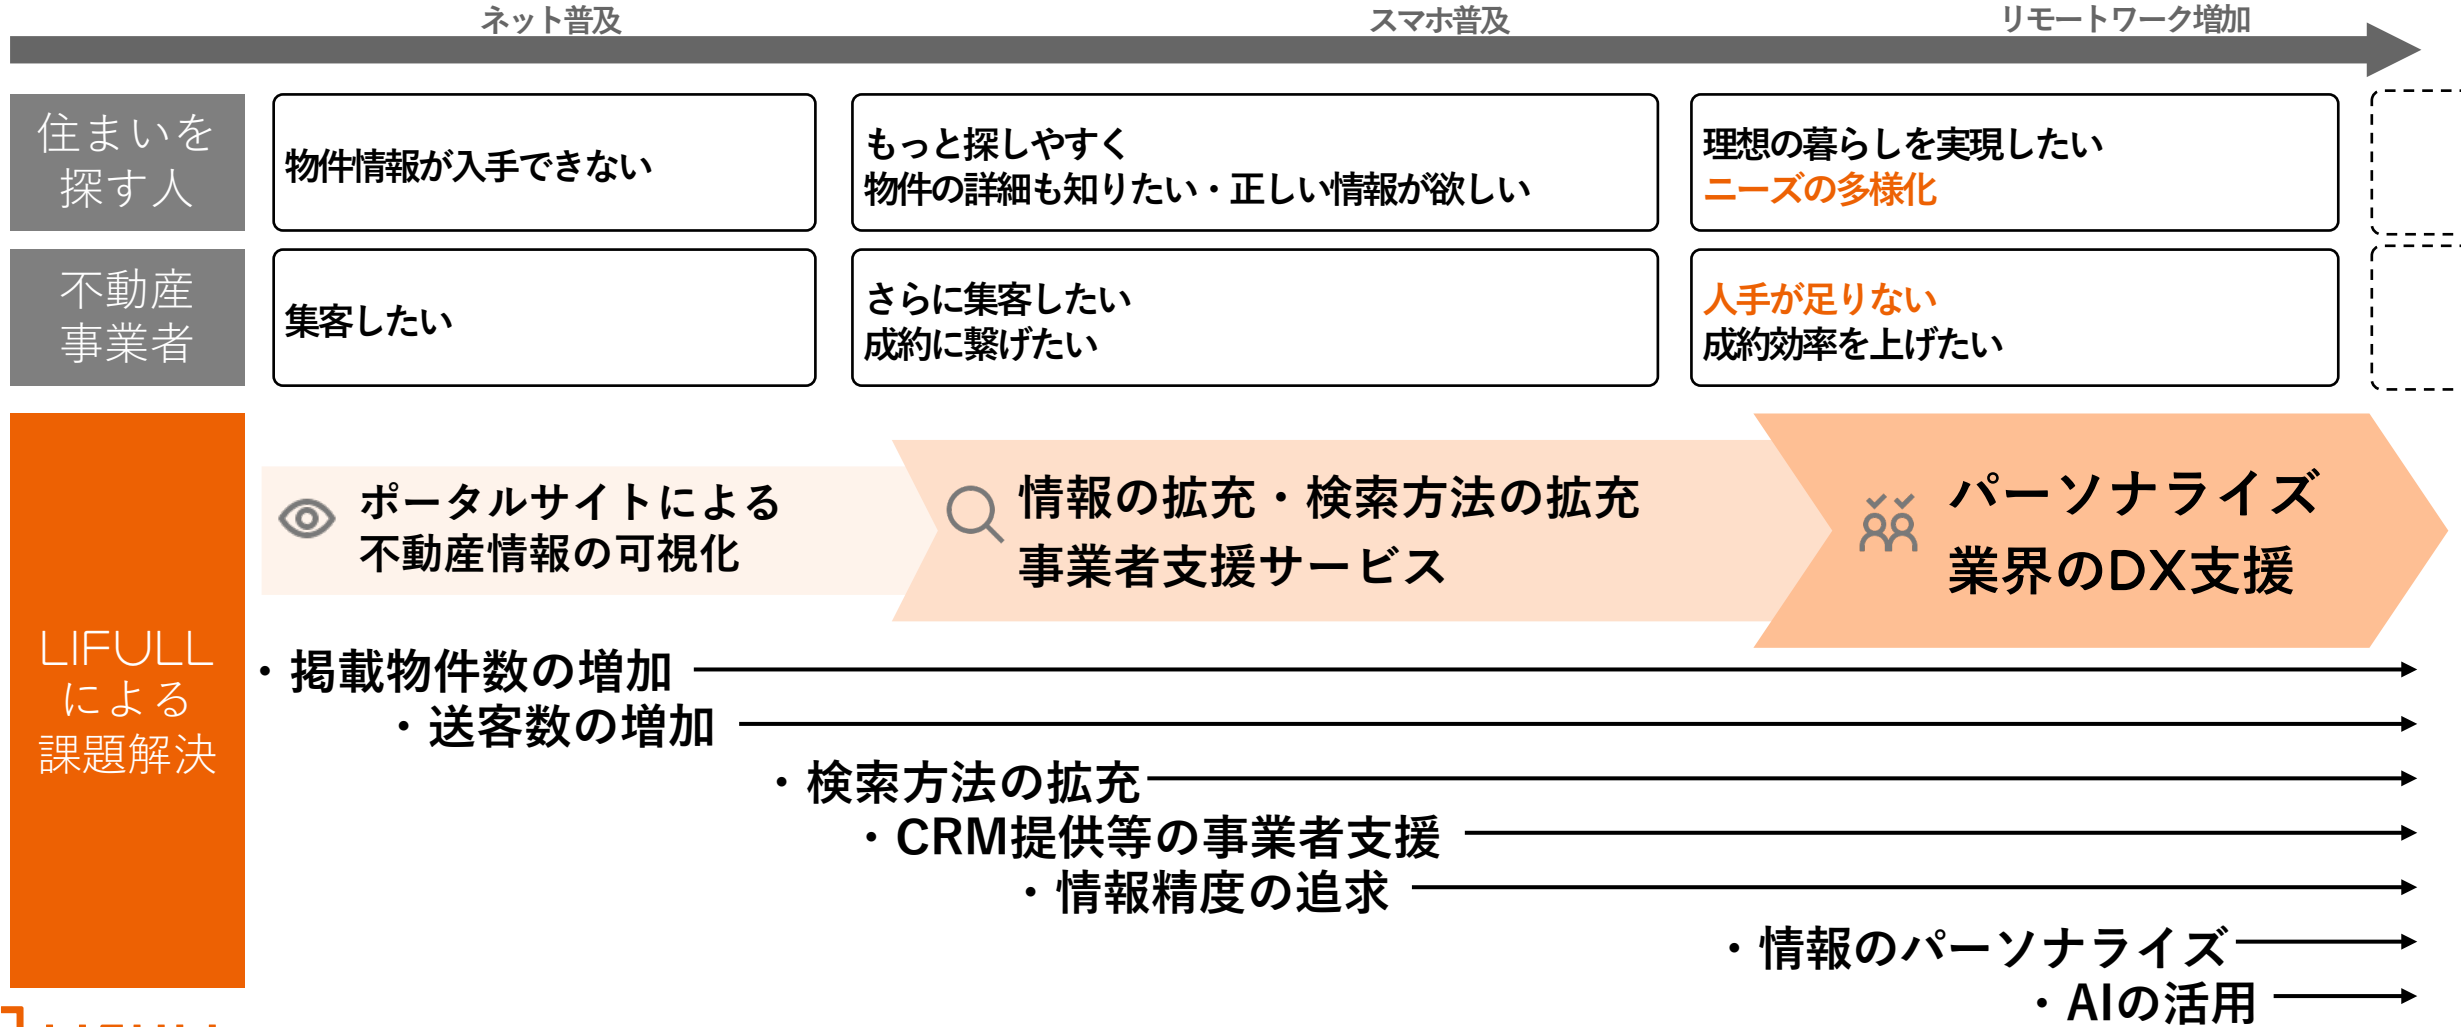 ネット普及
スマホ普及
リモートワーク増加
住まいを
探す人
物件情報が入手できない
もっと探しやすく
物件の詳細も知りたい・正しい情報が欲しい
理想の暮らしを実現したい
ニーズの多様化
不動産
事業者
集客したい
さらに集客したい
成約に繋げたい
人手が足りない
成約効率を上げたい
LIFULL
による
課題解決
ポータルサイトによる
不動産情報の可視化
情報の拡充・検索方法の拡充
事業者支援サービス
パーソナライズ
業界のDX支援
・掲載物件数の増加
・送客数の増加
・検索方法の拡充
・CRM提供等の事業者支援
・情報精度の追求
・情報のパーソナライズ
・AIの活用